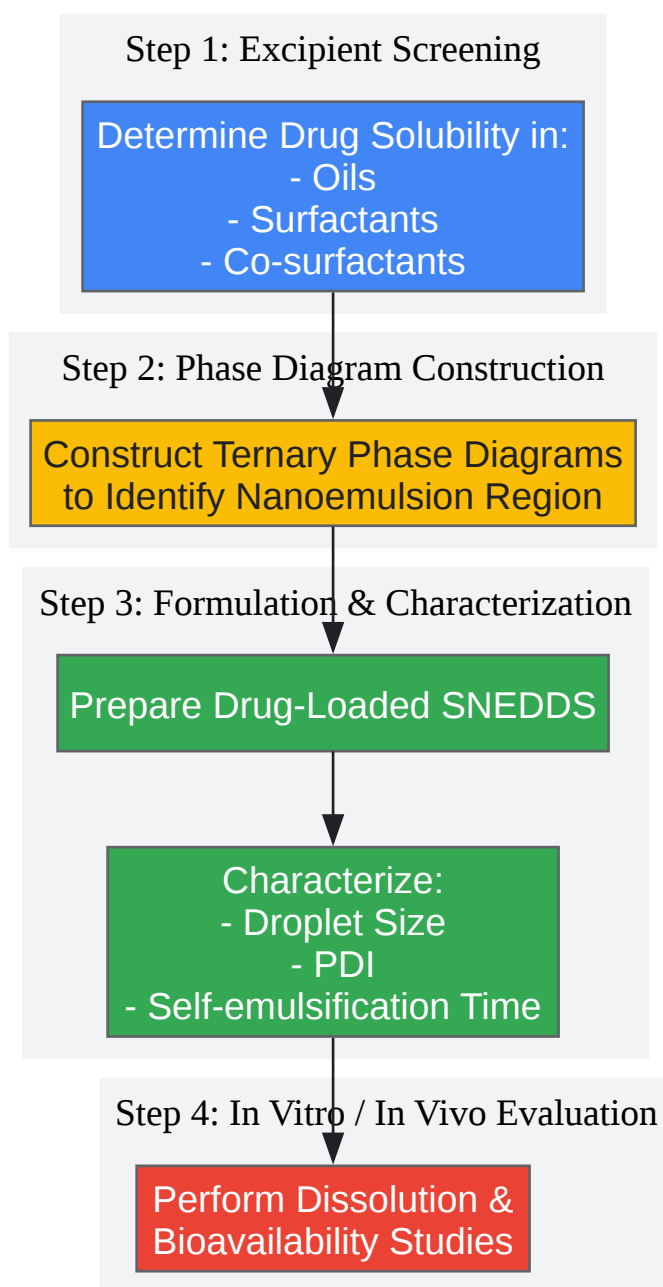 Step 1: Excipient Screening
Determine Drug Solubility in:
- Oils
- Surfactants
- Co-surfactants
Step 2: Phase Diagram Construction
Construct Ternary Phase Diagrams
to Identify Nanoemulsion Region
Step 3: Formulation & Characterization
Prepare Drug-Loaded SNEDDS
Characterize:
- Droplet Size
- PDI
- Self-emulsification Time
Step 4: In Vitro / In Vivo Evaluation
Perform Dissolution &
Bioavailability Studies